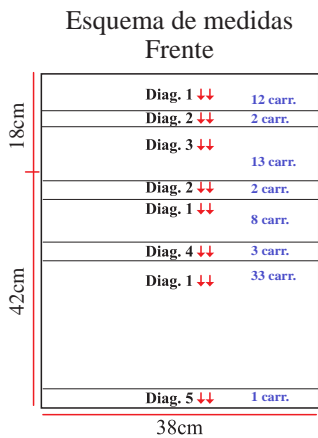 Esquema de medidas
Frente
18cm
42cm
Diag. 1 ↓↓ 12 carr.
Diag. 2 ↓↓ 2 carr.
Diag. 3 ↓↓ 13 carr.
Diag. 2 ↓↓ 2 carr.
Diag. 1 ↓↓ 8 carr.
Diag. 4 ↓↓ 3 carr.
Diag. 1 ↓↓ 33 carr.
Diag. 5 ↓↓ 1 carr.
38cm